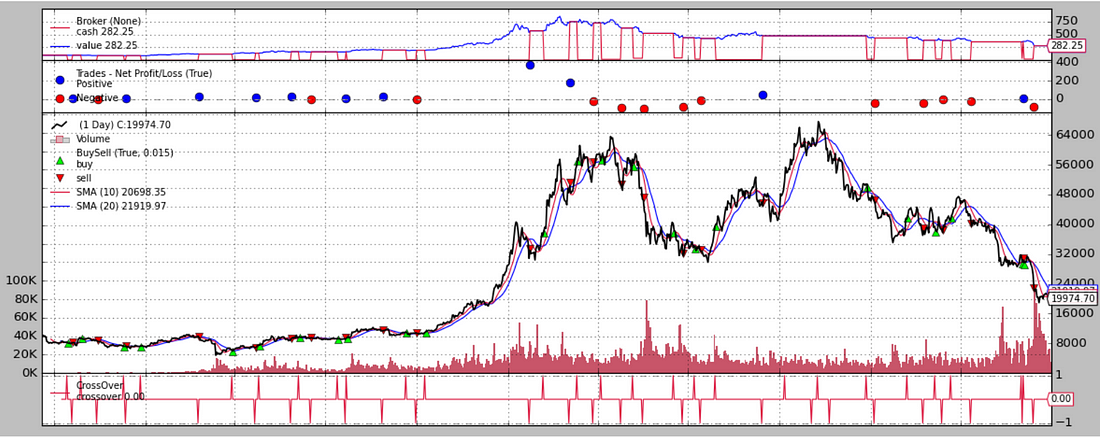 Broker (None)
cash 282.25
value 282.25
750
500
282.25
Trades - Net Profit/Loss (True)
Positive
Negative
400
200
0
(1 Day) C:19974.70
Volume
BuySell (True, 0.015)
buy
sell
SMA (10) 20698.35
SMA (20) 21919.97
64000
56000
48000
40000
32000
24000
19974.70
16000
8000
100K
80K
60K
40K
20K
0K
CrossOver
crossover 0.00
1
0.00
−1